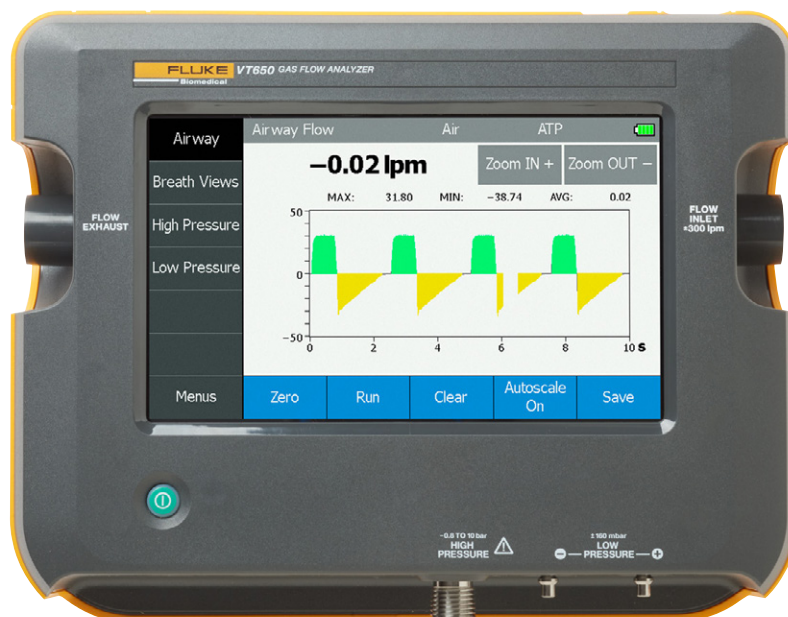 FLUKE VT650 GAS FLOW ANALYZER
Biomedical
Airway
Breath Views
High Pressure
Low Pressure
Menus
Airway Flow Air ATP
−0.02 lpm
Zoom IN + Zoom OUT −
MAX: 31.80 MIN: −38.74 AVG: 0.02
50
0
−50
0 2 4 6 8 10 S
Zero Run Clear Autoscale On Save
FLOW
EXHAUST
FLOW
INLET
±300 lpm
−0.8 TO 10 bar
HIGH
PRESSURE
±160 mbar
LOW
PRESSURE